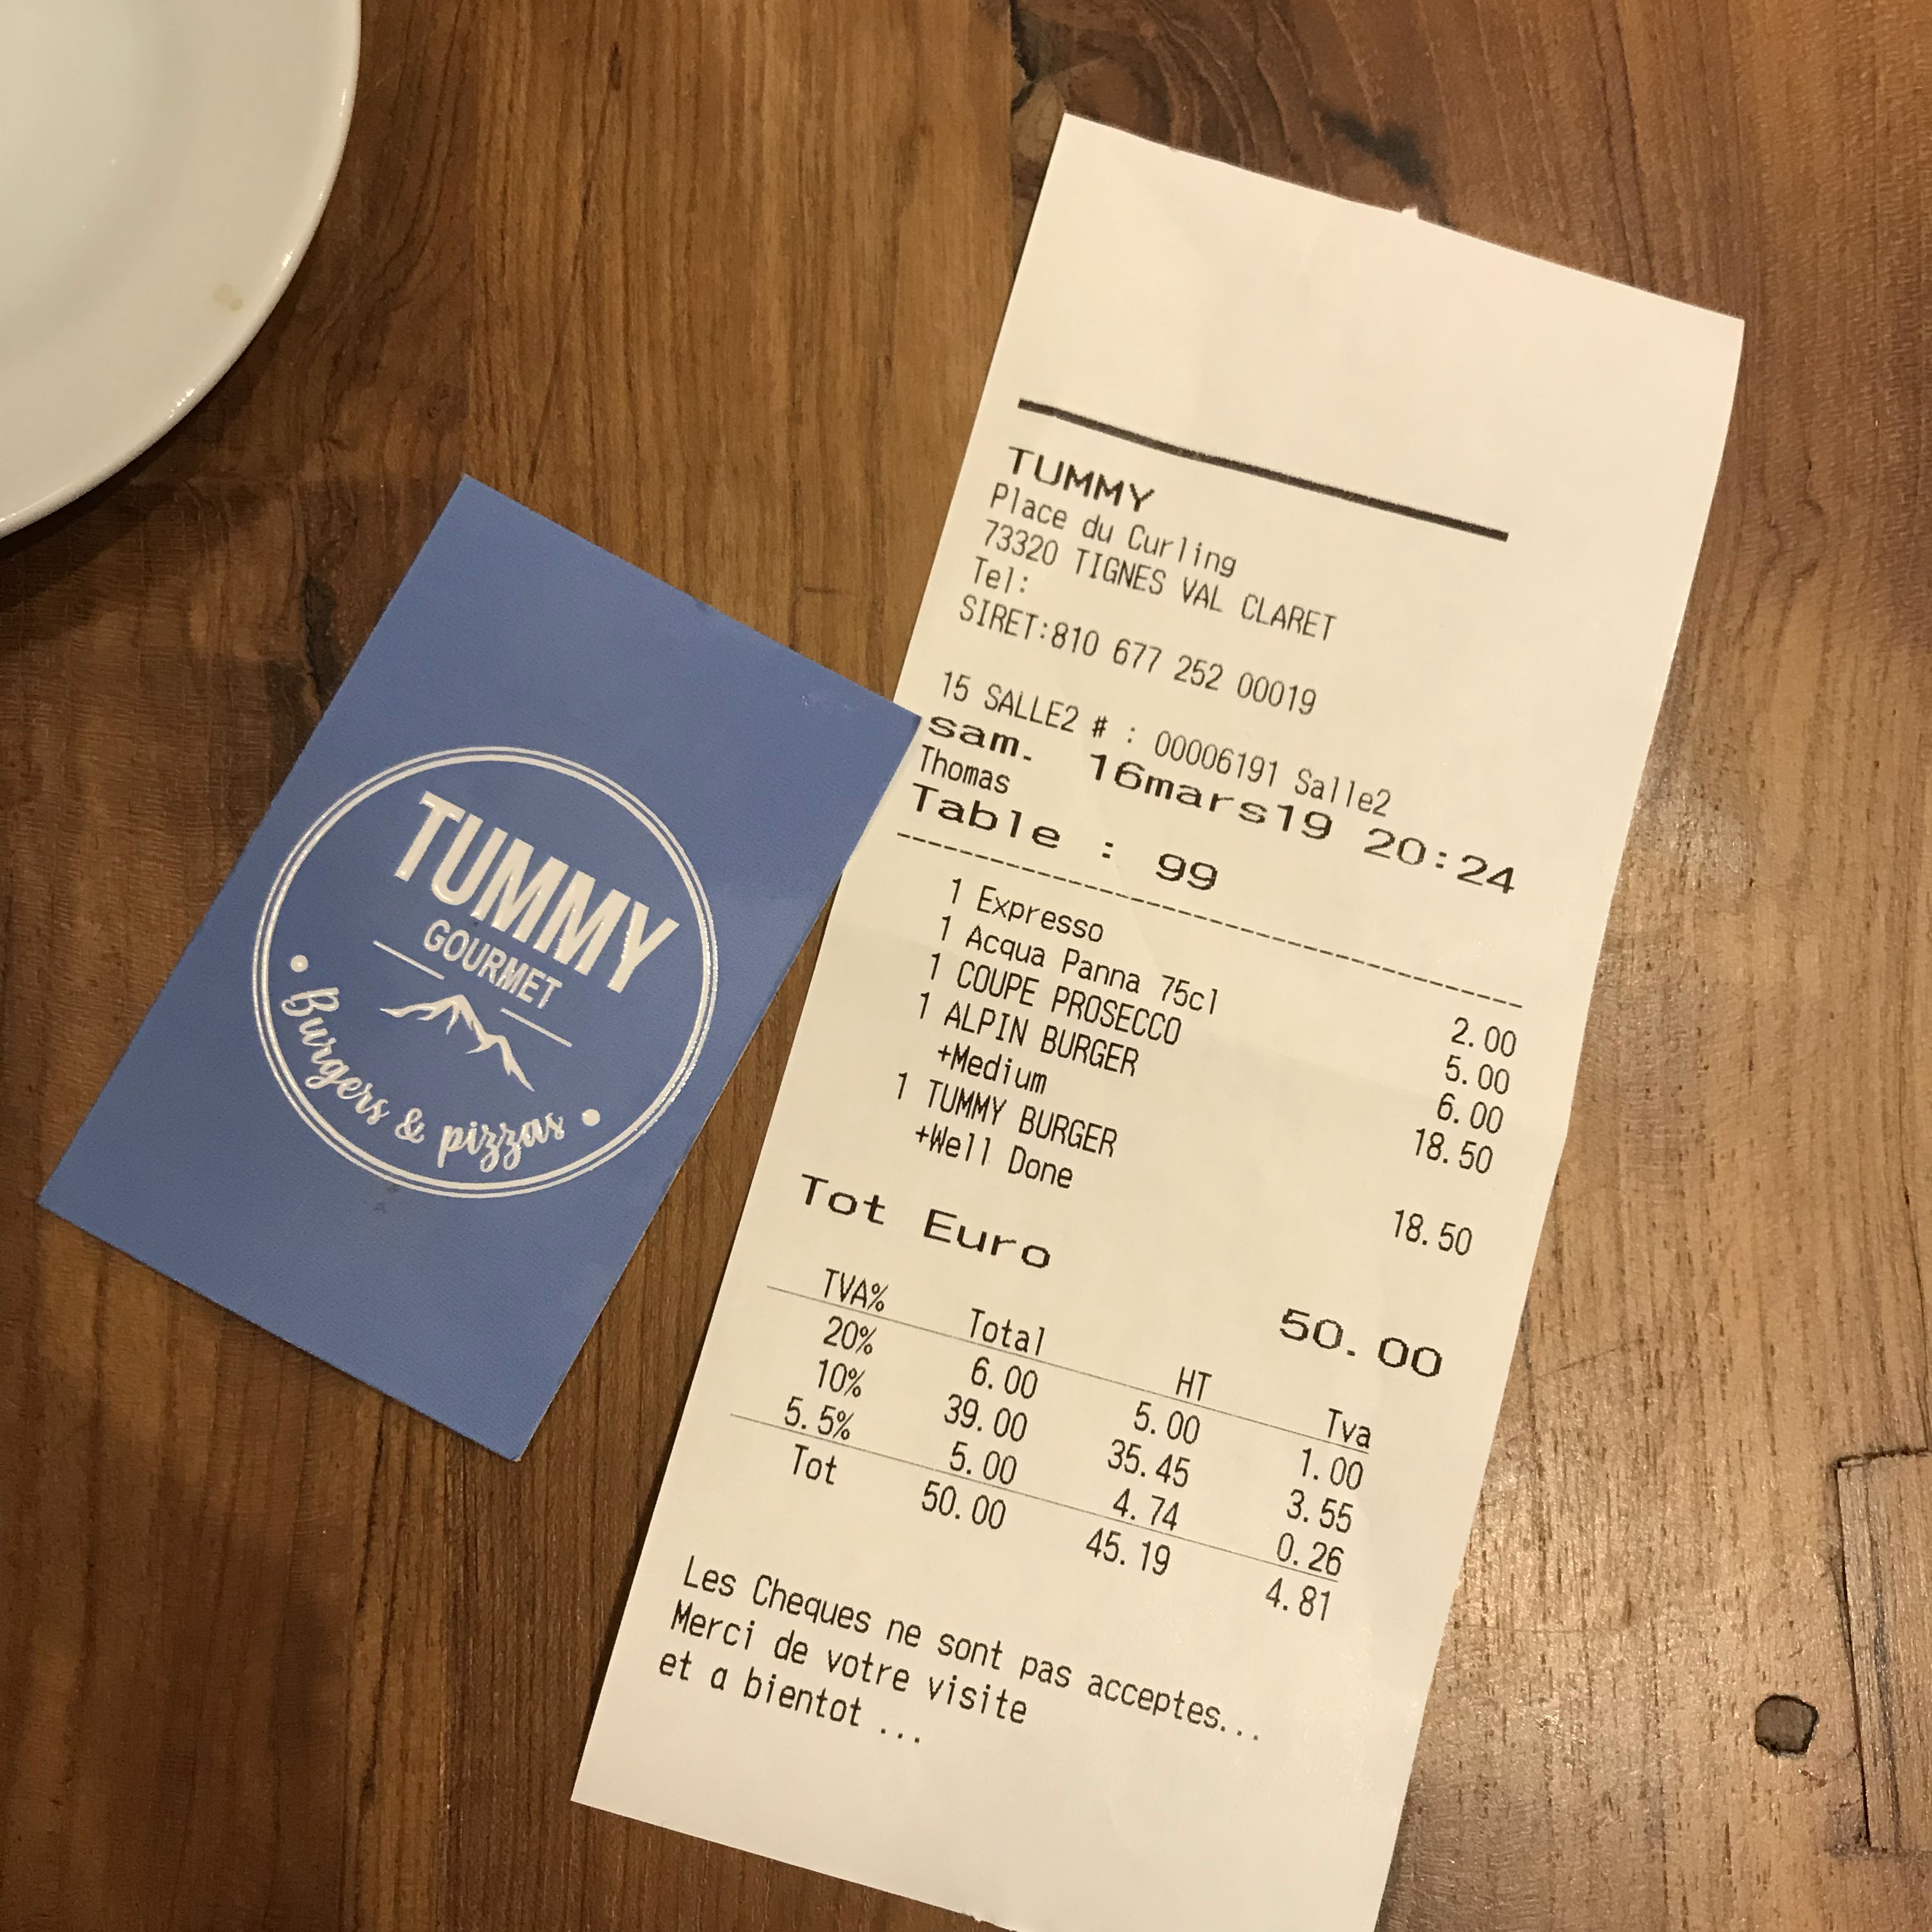 TUMMY
GOURMET
Burgers & pizzas
TUMMY
Place du Curling
73320 TIGNES VAL CLARET
Tel:
SIRET:810 677 252 00019
15 SALLE2 # : 00006191 Salle2
sam. 16mars19 20:24
Thomas
Table : 99
1 Expresso 2.00
1 Acqua Panna 75cl 5.00
1 COUPE PROSECCO 6.00
1 ALPIN BURGER 18.50
+Medium
1 TUMMY BURGER 18.50
+Well Done
Tot Euro 50.00
TVA% Total HT Tva
20% 6.00 5.00 1.00
10% 39.00 35.45 3.55
5.5% 5.00 4.74 0.26
Tot 50.00 45.19 4.81
Les Cheques ne sont pas acceptes...
Merci de votre visite
et a bientot ...